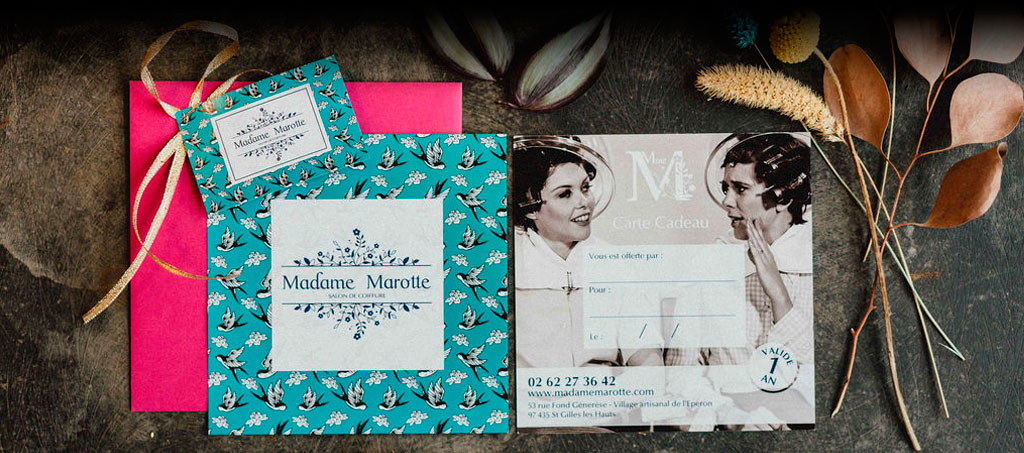 Madame Marotte
Madame Marotte
SALON DE COIFFURE
Mme
M
Carte Cadeau
Vous est offerte par :
Pour :
Le : / /
VALIDE
1
AN
02 62 27 36 42
www.madamemarotte.com
53 rue Fond Générèse - Village artisanal de l'Eperon
97 435 St Gilles les Hauts